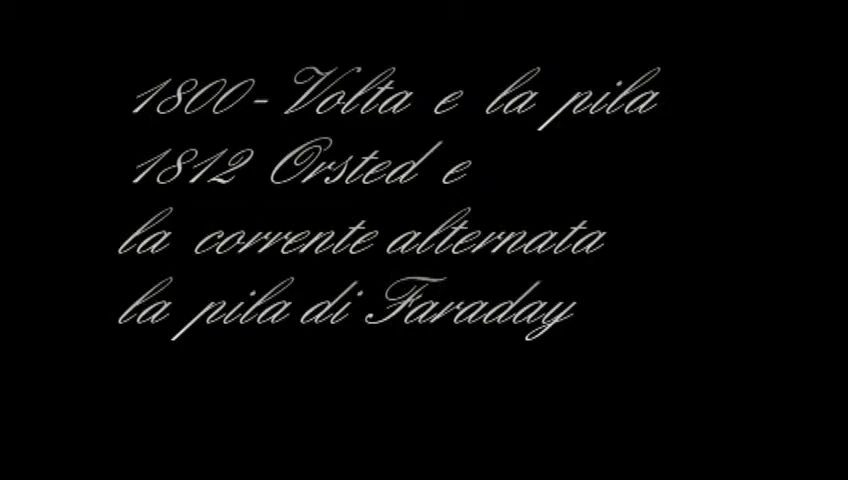 1800-Volta e la pila
1812 Orsted e
la corrente alternata
la pila di Faraday